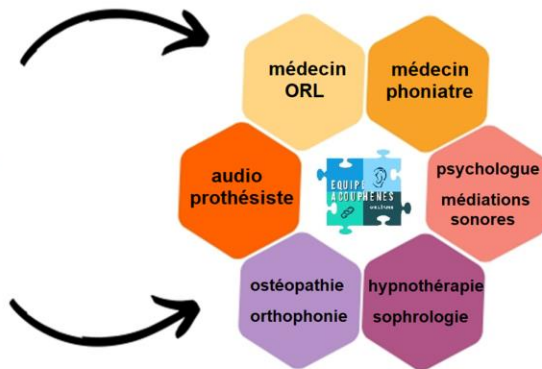 médecin
ORL
médecin
phoniatre
audio
prothésiste
EQUIPE
ACOUPHENES
psychologue
médiations
sonores
ostéopathie
orthophonie
hypnothérapie
sophrologie